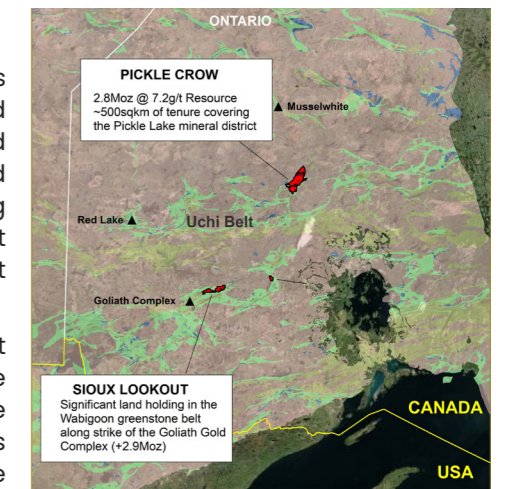 ONTARIO
PICKLE CROW
2.8Moz @ 7.2g/t Resource
~500sqkm of tenure covering
the Pickle Lake mineral district
Musselwhite
Red Lake
Uchi Belt
Goliath Complex
SIOUX LOOKOUT
Significant land holding in the
Wabigoon greenstone belt
along strike of the Goliath Gold
Complex (+2.9Moz)
CANADA
USA